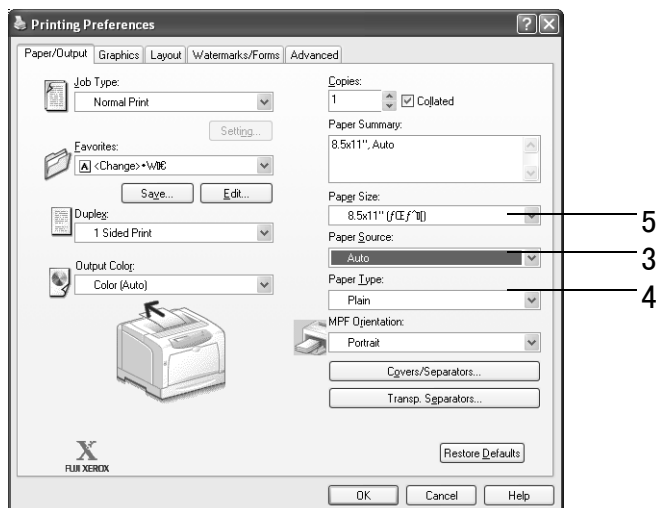 Printing Preferences
Paper/Output Graphics Layout Watermarks/Forms Advanced
Job Type:
Normal Print
Setting...
Favorites:
<Change>
Save... Edit...
Duplex:
1 Sided Print
Output Color:
Color (Auto)
Copies:
1 Collated
Paper Summary:
8.5x11", Auto
Paper Size:
8.5x11"
5
Paper Source:
Auto
3
Paper Type:
4
Plain
MPF Orientation:
Portrait
Covers/Separators...
Transp. Separators...
X
FUJI XEROX
Restore Defaults
OK Cancel Help